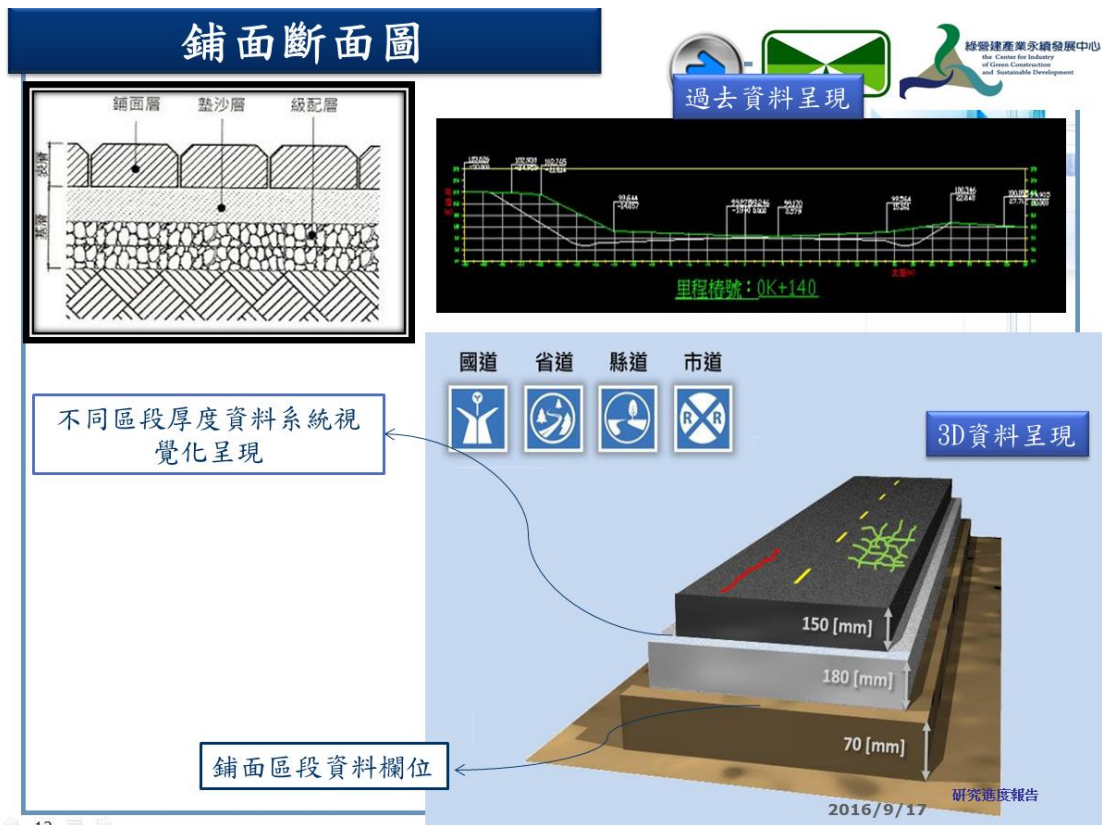 鋪面斷面圖
綠營建產業永續發展中心
the Center for Industry
of Green Construction
and Sustainable Development
過去資料呈現
鋪面層
墊沙層
級配層
表層
基層
里程樁號：0K+140
國道
省道
縣道
市道
不同區段厚度資料系統視
覺化呈現
3D資料呈現
R R
150 [mm]
180 [mm]
70 [mm]
鋪面區段資料欄位
研究進度報告
2016/9/17